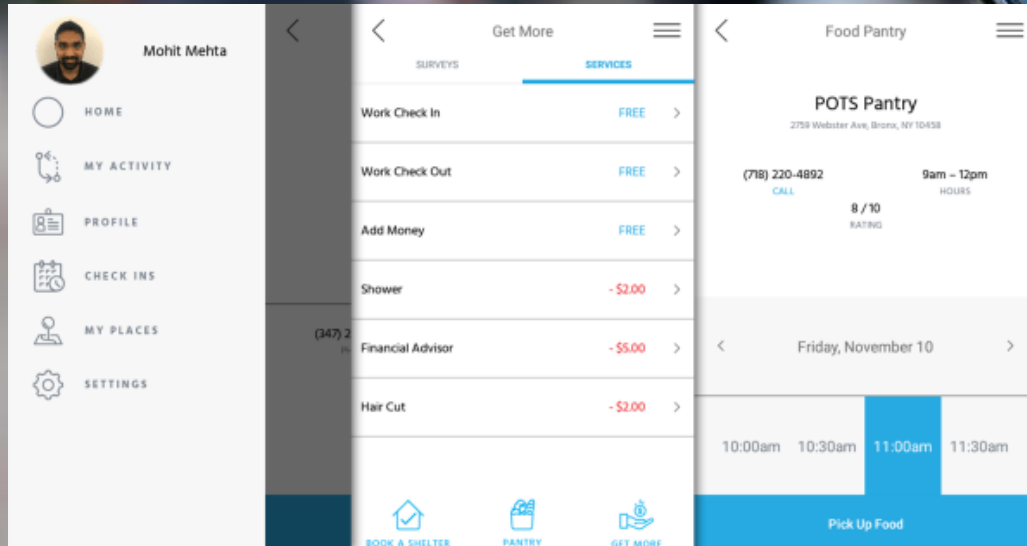 Mohit Mehta
HOME
MY ACTIVITY
PROFILE
CHECK INS
MY PLACES
SETTINGS
(347) 2
Get More
SURVEYS
SERVICES
Work Check In FREE
Work Check Out FREE
Add Money FREE
Shower - $2.00
Financial Advisor - $5.00
Hair Cut - $2.00
BOOK A SHELTER
PANTRY
GET MORE
Food Pantry
POTS Pantry
2759 Webster Ave, Bronx, NY 10458
(718) 220-4892 9am – 12pm
CALL HOURS
8 / 10
RATING
Friday, November 10
10:00am 10:30am 11:00am 11:30am
Pick Up Food